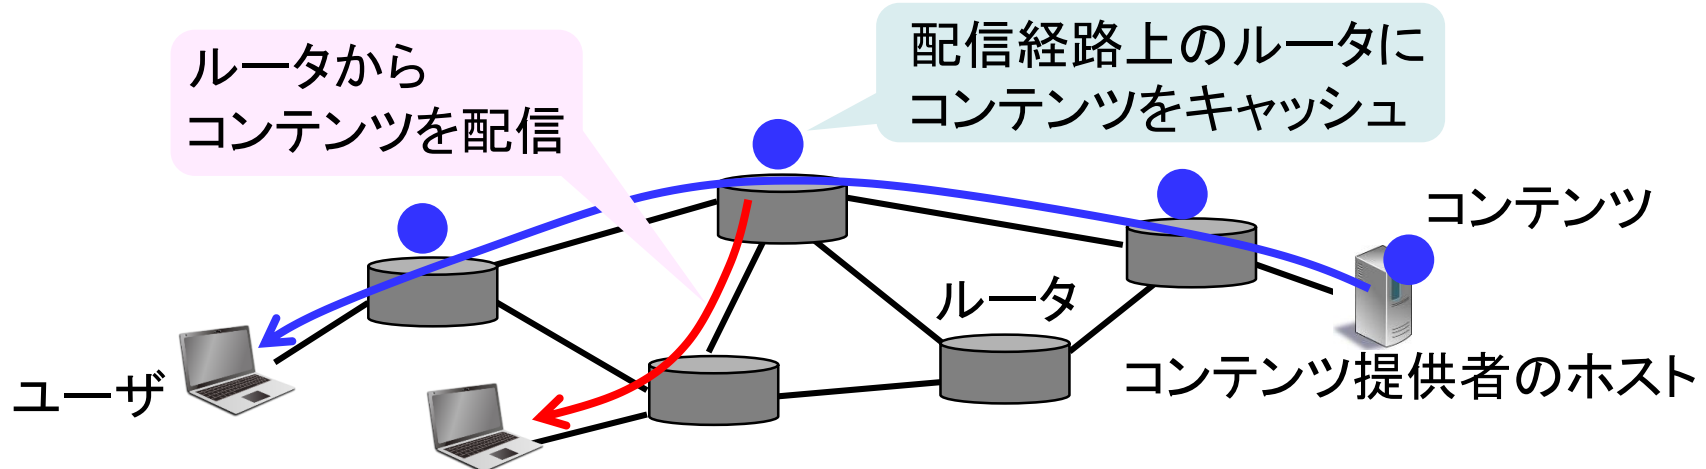 ルータから
コンテンツを配信
配信経路上のルータに
コンテンツをキャッシュ
コンテンツ
ルータ
コンテンツ提供者のホスト
ユーザ